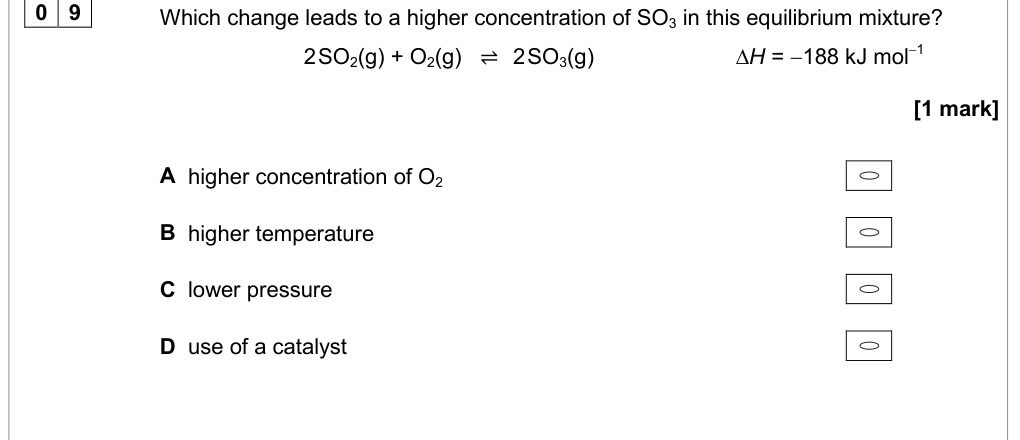 0 9 Which change leads to a higher concentration of SO₃ in this equilibrium mixture?
2SO₂(g) + O₂(g) ⇌ 2SO₃(g) ΔH = −188 kJ mol⁻¹
[1 mark]
A higher concentration of O₂
B higher temperature
C lower pressure
D use of a catalyst